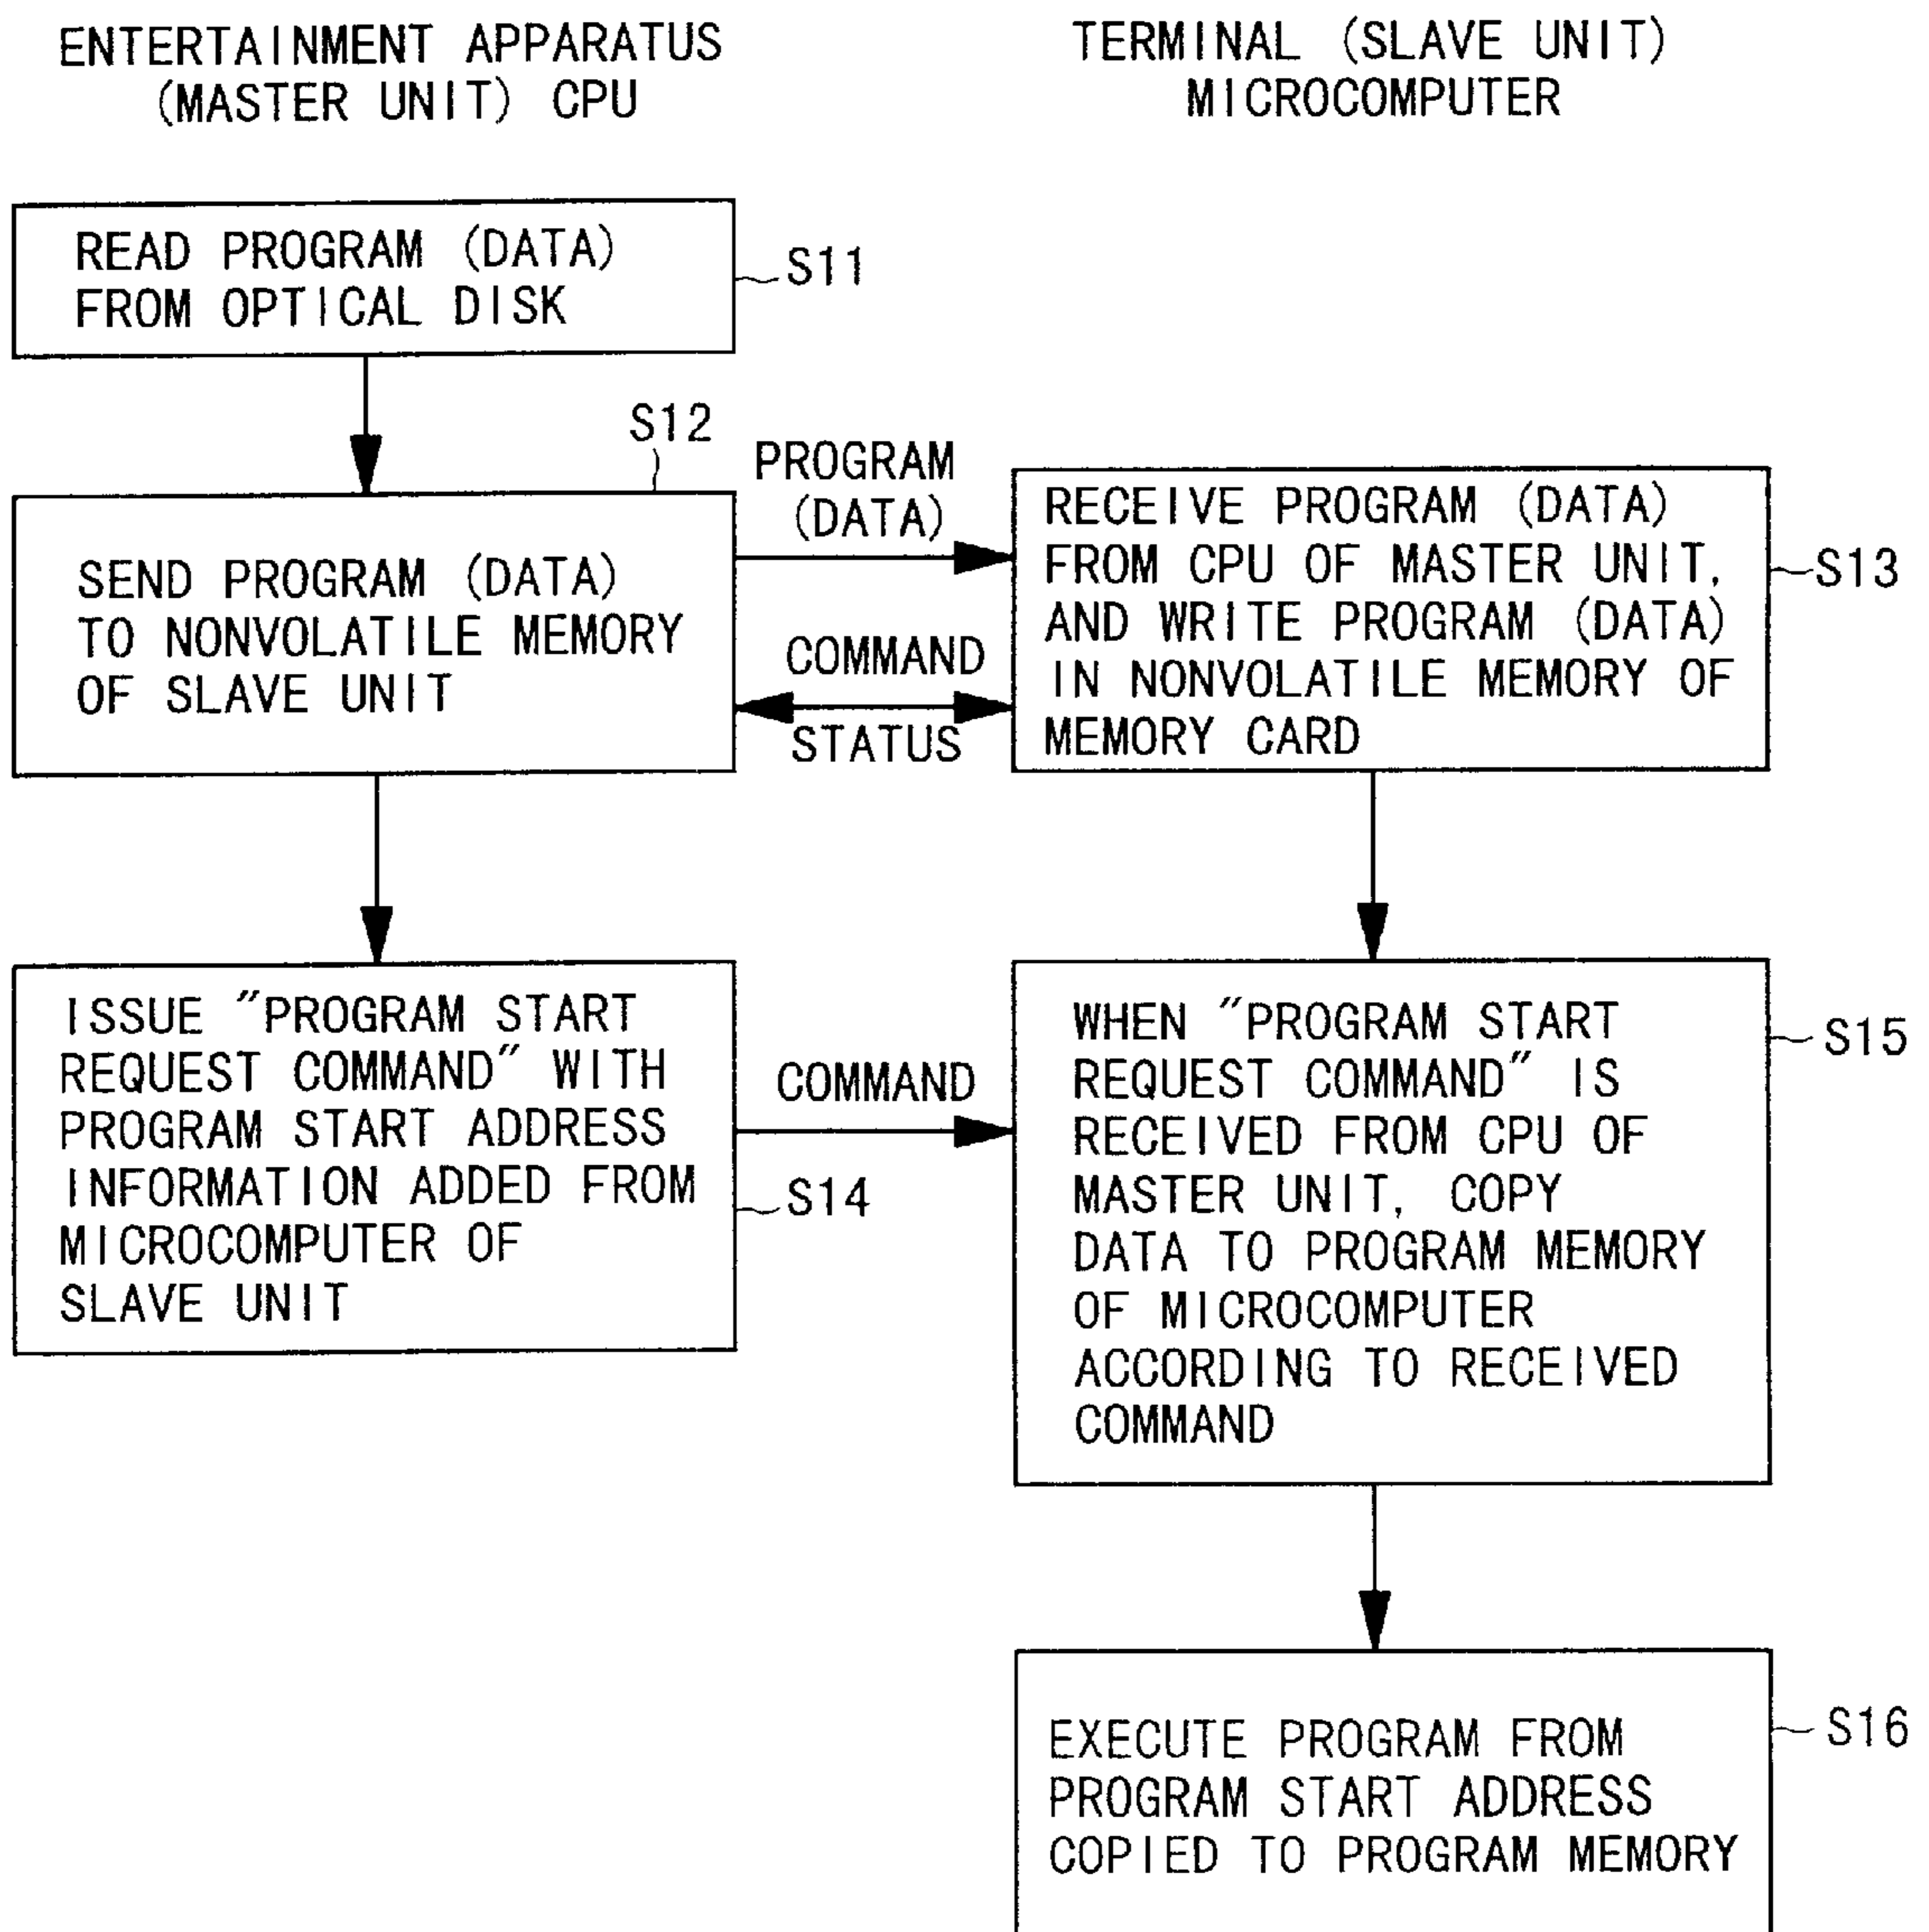 ENTERTAINMENT APPARATUS
(MASTER UNIT) CPU
TERMINAL (SLAVE UNIT)
MICROCOMPUTER
READ PROGRAM (DATA)
FROM OPTICAL DISK
S11
S12
SEND PROGRAM (DATA)
TO NONVOLATILE MEMORY
OF SLAVE UNIT
PROGRAM
(DATA)
COMMAND
STATUS
RECEIVE PROGRAM (DATA)
FROM CPU OF MASTER UNIT,
AND WRITE PROGRAM (DATA)
IN NONVOLATILE MEMORY OF
MEMORY CARD
S13
ISSUE "PROGRAM START
REQUEST COMMAND" WITH
PROGRAM START ADDRESS
INFORMATION ADDED FROM
MICROCOMPUTER OF
SLAVE UNIT
S14
COMMAND
WHEN "PROGRAM START
REQUEST COMMAND" IS
RECEIVED FROM CPU OF
MASTER UNIT, COPY
DATA TO PROGRAM MEMORY
OF MICROCOMPUTER
ACCORDING TO RECEIVED
COMMAND
S15
EXECUTE PROGRAM FROM
PROGRAM START ADDRESS
COPIED TO PROGRAM MEMORY
S16